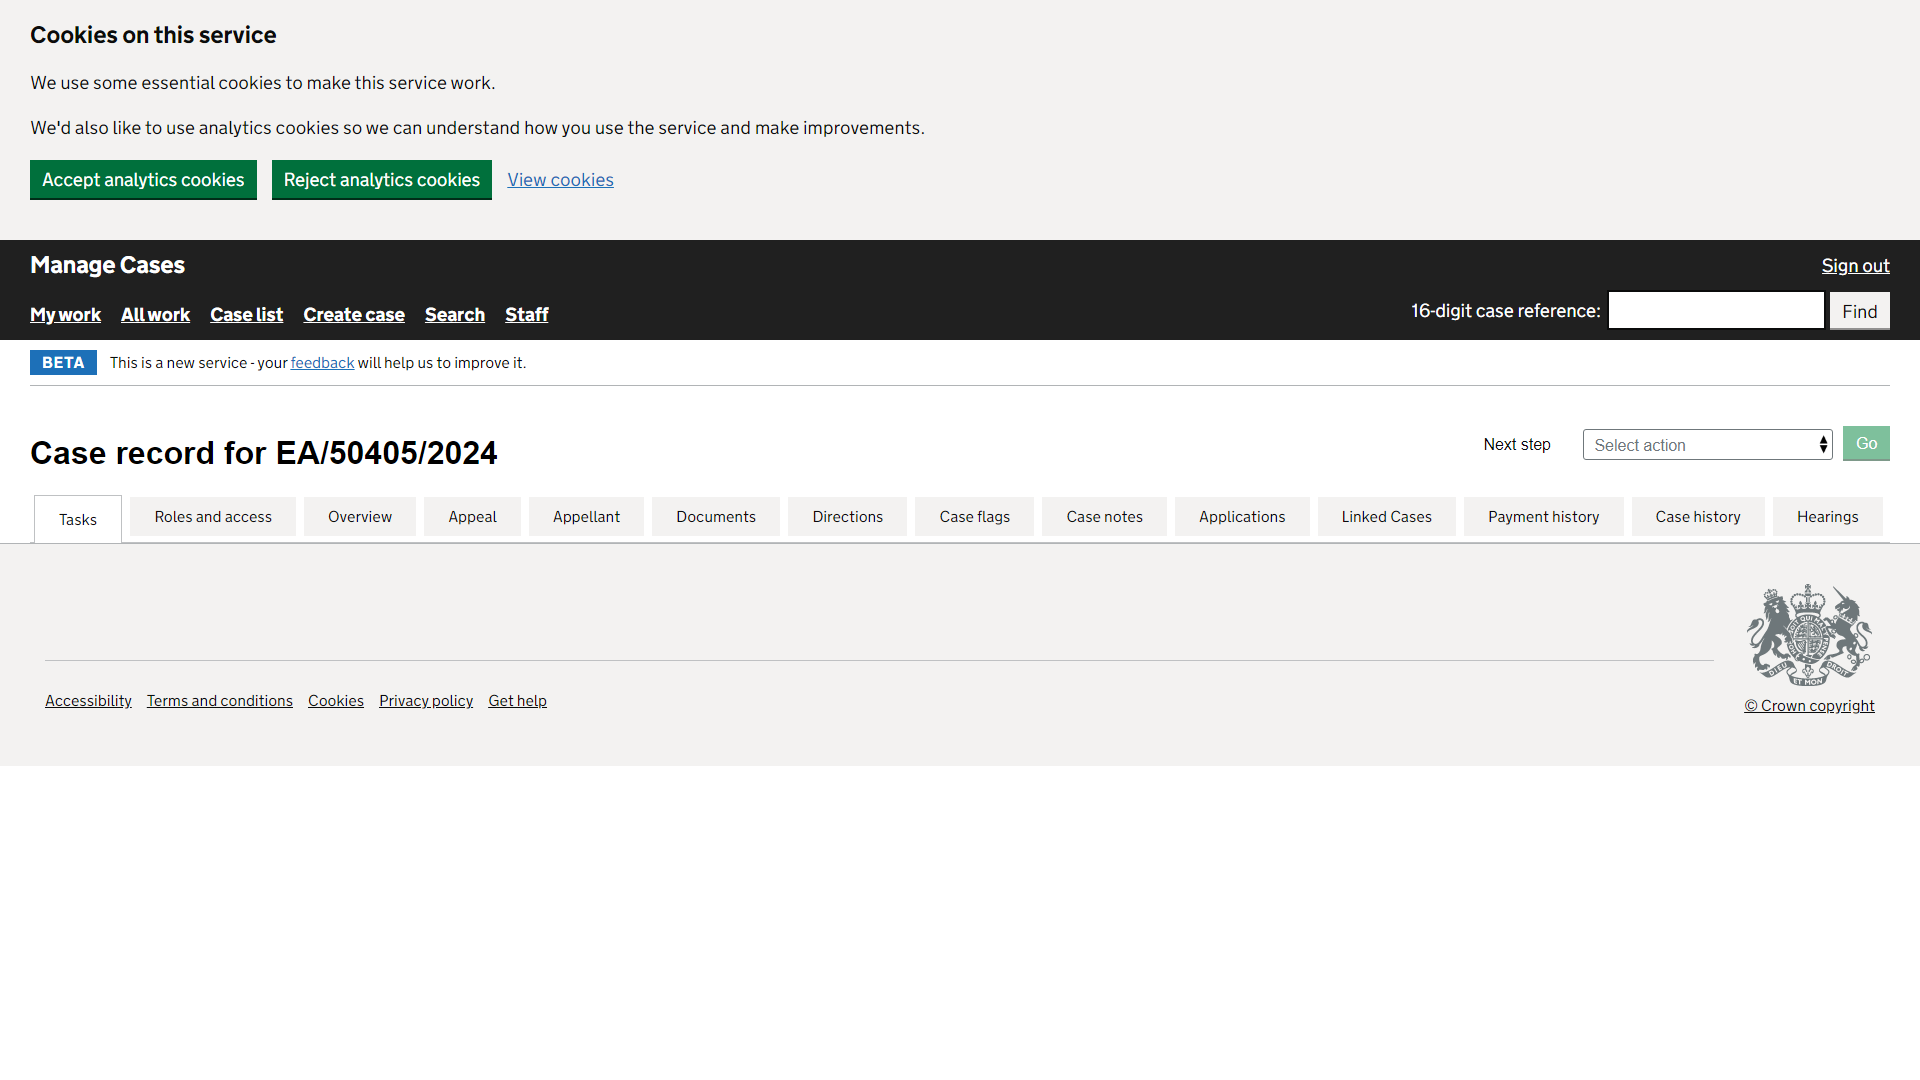 Cookies on this service
We use some essential cookies to make this service work.
We'd also like to use analytics cookies so we can understand how you use the service and make improvements.
Accept analytics cookies Reject analytics cookies View cookies
Manage Cases Sign out
My work All work Case list Create case Search Staff 16-digit case reference: Find
BETA This is a new service - your feedback will help us to improve it.
Case record for EA/50405/2024 Next step Select action Go
Tasks Roles and access Overview Appeal Appellant Documents Directions Case flags Case notes Applications Linked Cases Payment history Case history Hearings
Accessibility Terms and conditions Cookies Privacy policy Get help
© Crown copyright